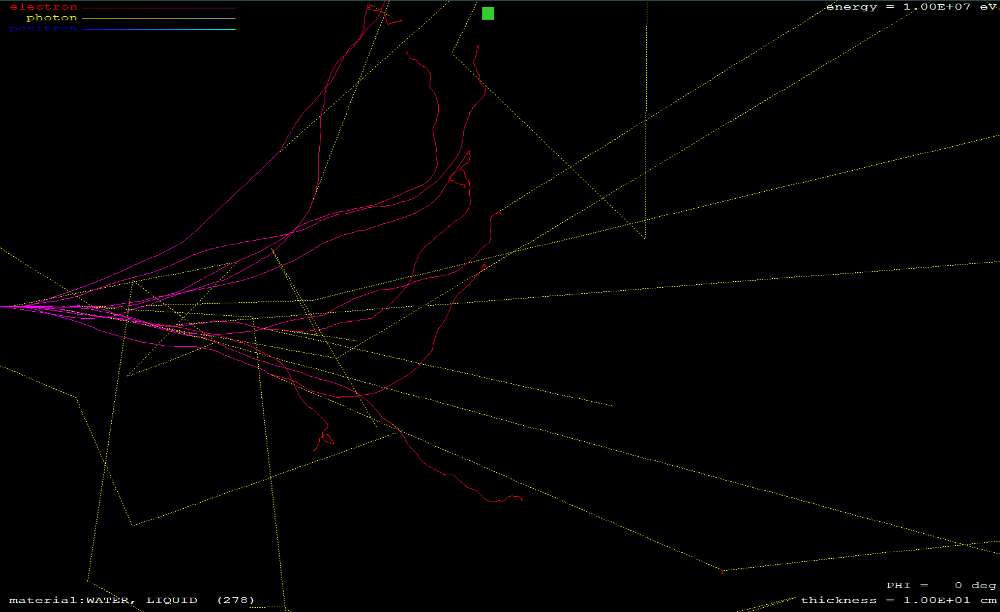 electron
energy = 1.00E+07 eV
photon
positron
PHI = 0 deg
material:WATER, LIQUID (278)
thickness = 1.00E+01 cm